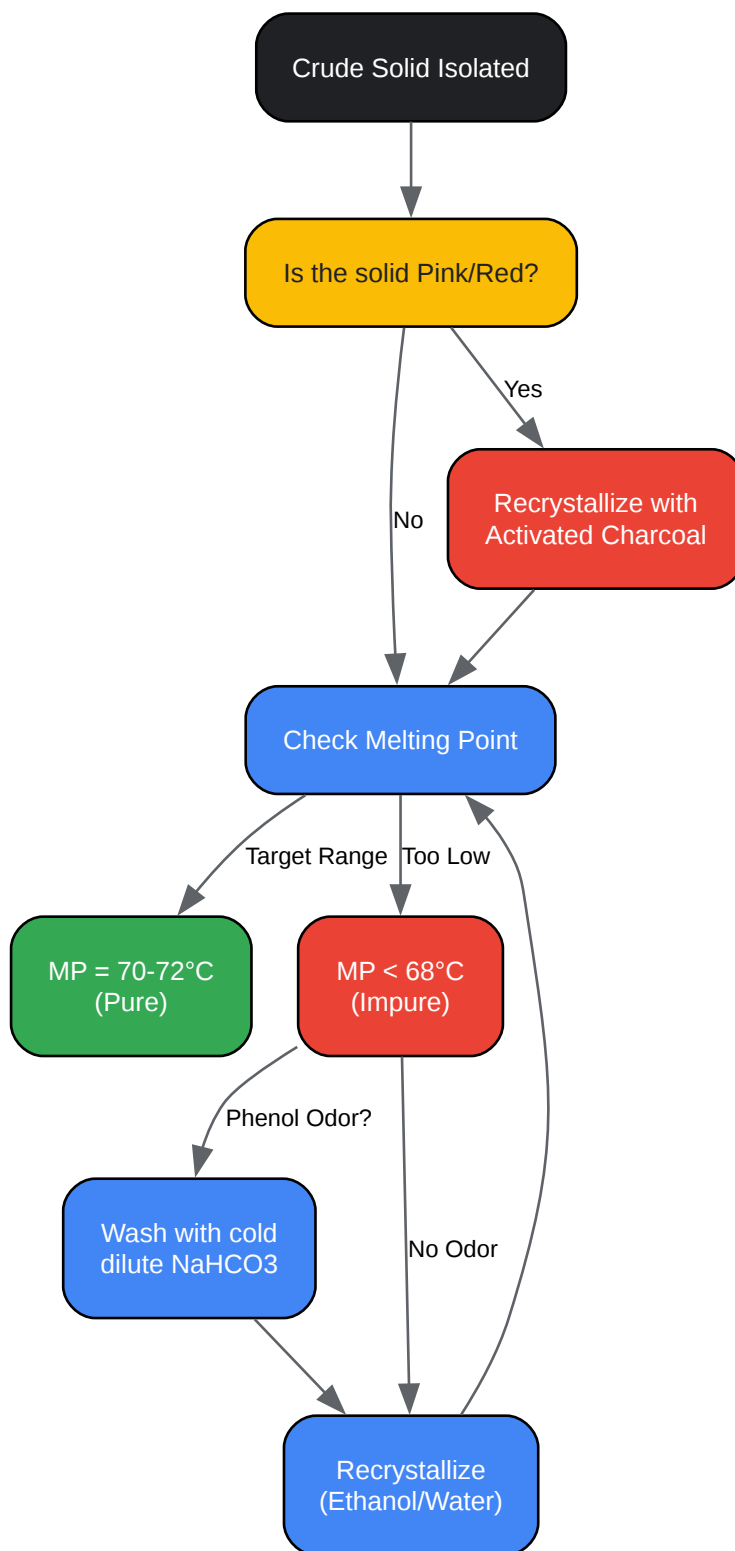 Crude Solid Isolated
Is the solid Pink/Red?
Yes
Recrystallize with
Activated Charcoal
No
Check Melting Point
Target Range
Too Low
MP = 70-72°C
(Pure)
MP < 68°C
(Impure)
Phenol Odor?
Wash with cold
dilute NaHCO3
No Odor
Recrystallize
(Ethanol/Water)